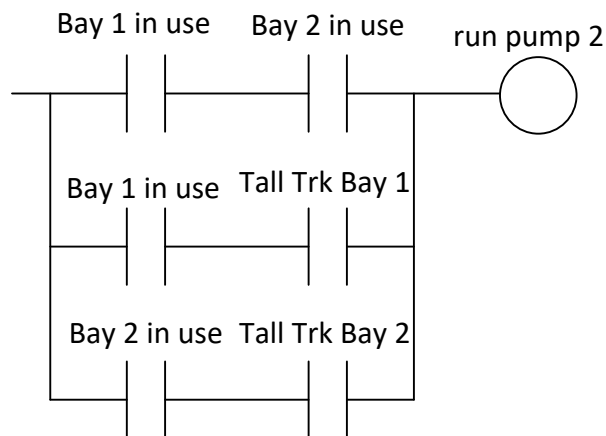 Bay 1 in use Bay 2 in use run pump 2
Bay 1 in use Tall Trk Bay 1
Bay 2 in use Tall Trk Bay 2